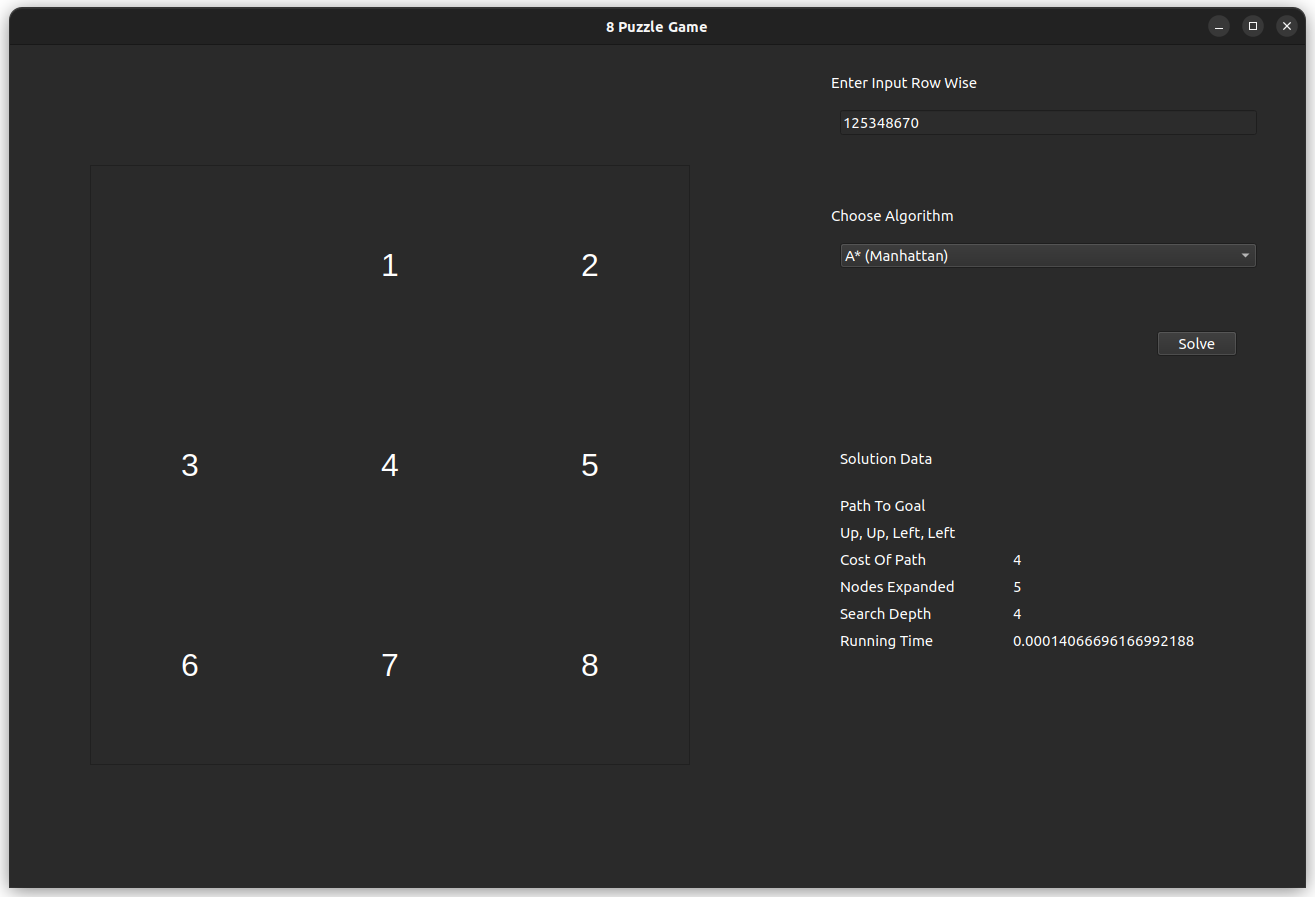 8 Puzzle Game
Enter Input Row Wise
125348670
Choose Algorithm
A* (Manhattan)
Solve
1 2
3 4 5
6 7 8
Solution Data
Path To Goal
Up, Up, Left, Left
Cost Of Path 4
Nodes Expanded 5
Search Depth 4
Running Time 0.00014066696166992188